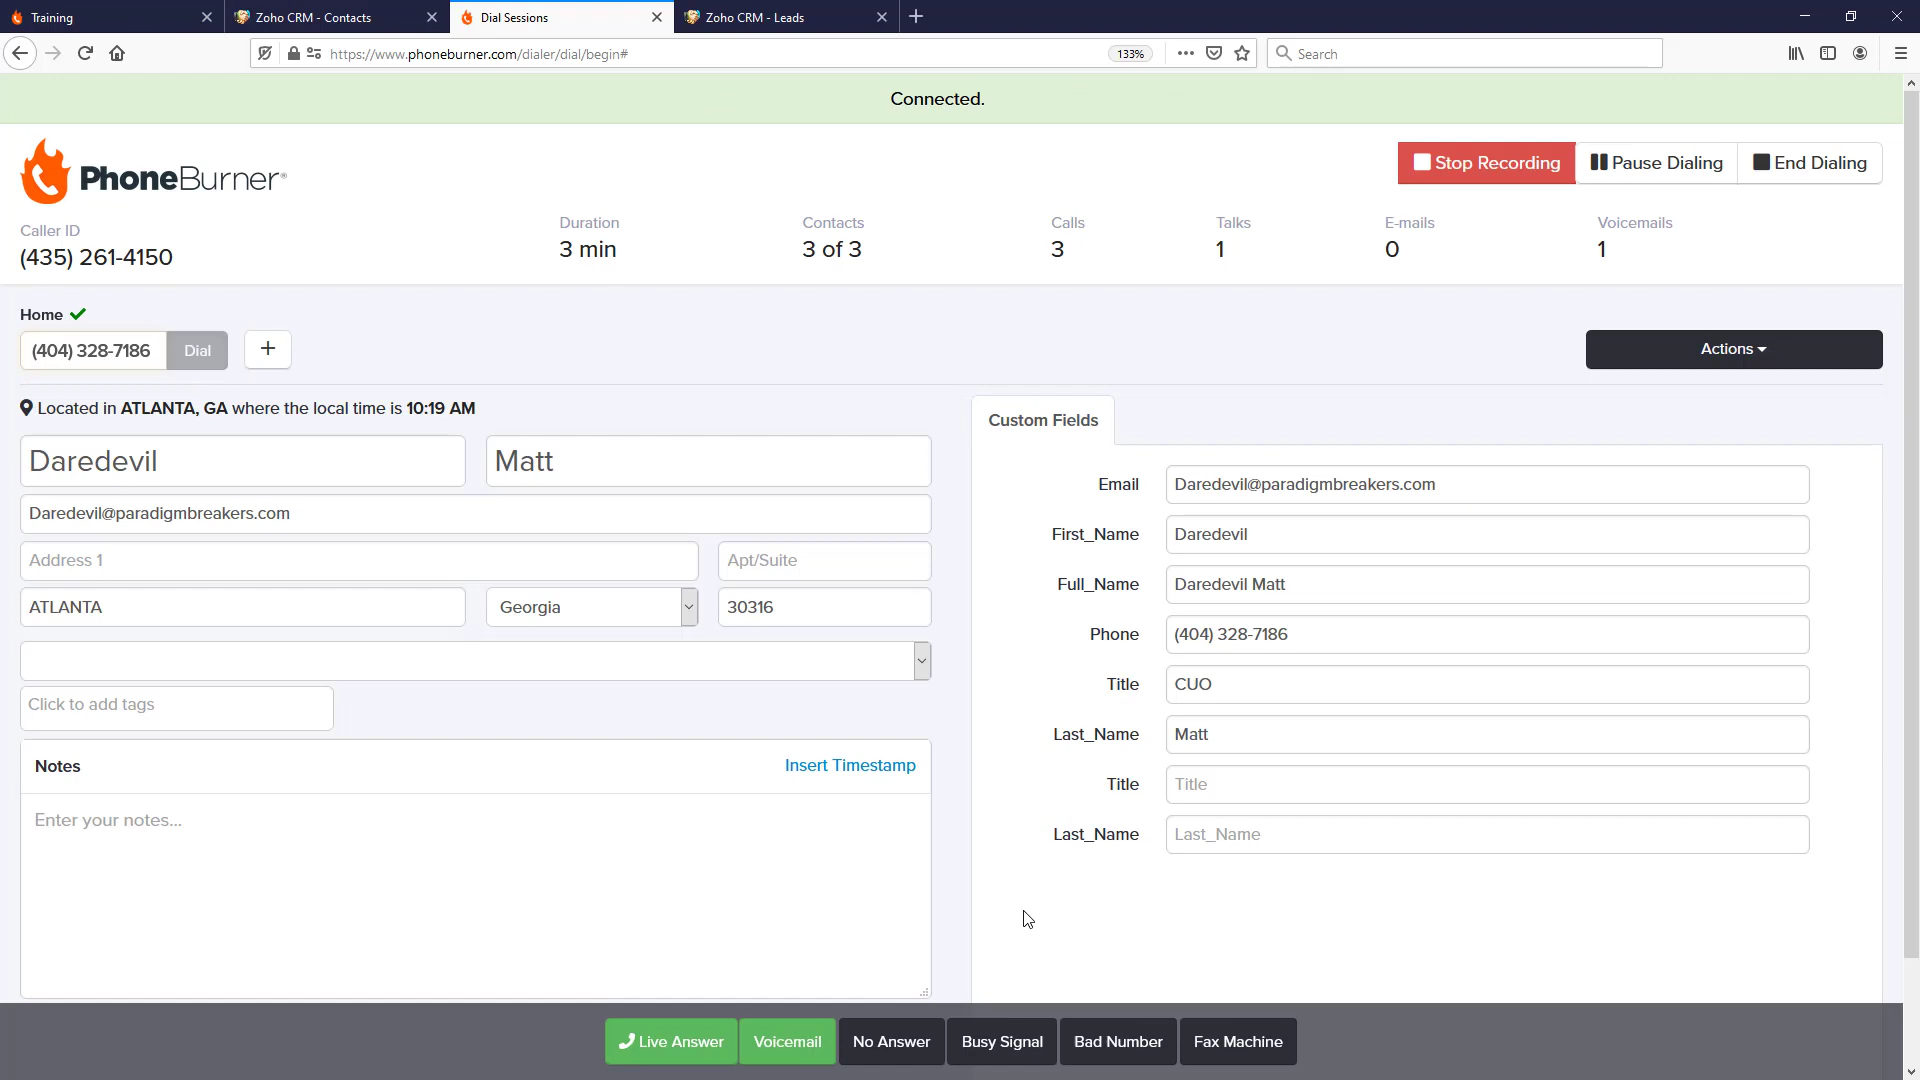 Training
Zoho CRM - Contacts
Dial Sessions
Zoho CRM - Leads
https://www.phoneburner.com/dialer/dial/begin#
133%
Search
Connected.
PhoneBurner®
Stop Recording
Pause Dialing
End Dialing
Caller ID
(435) 261-4150
Duration
3 min
Contacts
3 of 3
Calls
3
Talks
1
E-mails
0
Voicemails
1
Home
(404) 328-7186
Dial
+
Actions
Located in ATLANTA, GA where the local time is 10:19 AM
Daredevil
Matt
Daredevil@paradigmbreakers.com
Address 1
Apt/Suite
ATLANTA
Georgia
30316
Click to add tags
Notes
Insert Timestamp
Enter your notes...
Custom Fields
Email
Daredevil@paradigmbreakers.com
First_Name
Daredevil
Full_Name
Daredevil Matt
Phone
(404) 328-7186
Title
CUO
Last_Name
Matt
Title
Title
Last_Name
Last_Name
Live Answer
Voicemail
No Answer
Busy Signal
Bad Number
Fax Machine